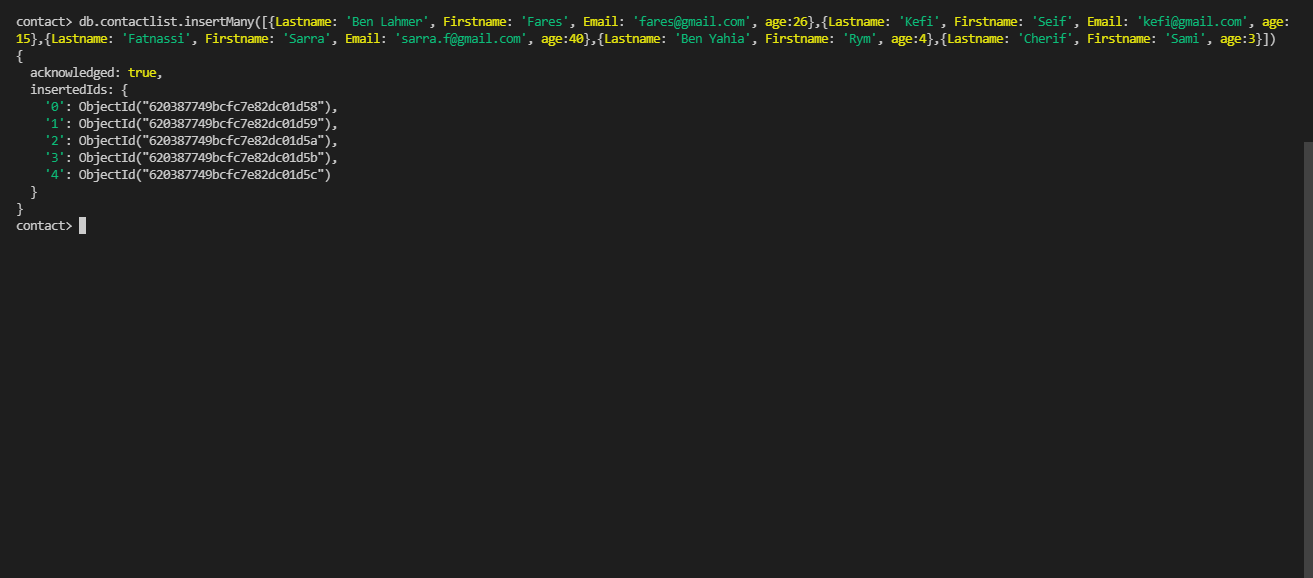 contact> db.contactlist.insertMany([{Lastname: 'Ben Lahmer', Firstname: 'Fares', Email: 'fares@gmail.com', age:26},{Lastname: 'Kefi', Firstname: 'Seif', Email: 'kefi@gmail.com', age:
15},{Lastname: 'Fatnassi', Firstname: 'Sarra', Email: 'sarra.f@gmail.com', age:40},{Lastname: 'Ben Yahia', Firstname: 'Rym', age:4},{Lastname: 'Cherif', Firstname: 'Sami', age:3}])
{
  acknowledged: true,
  insertedIds: {
    '0': ObjectId("620387749bcfc7e82dc01d58"),
    '1': ObjectId("620387749bcfc7e82dc01d59"),
    '2': ObjectId("620387749bcfc7e82dc01d5a"),
    '3': ObjectId("620387749bcfc7e82dc01d5b"),
    '4': ObjectId("620387749bcfc7e82dc01d5c")
  }
}
contact>